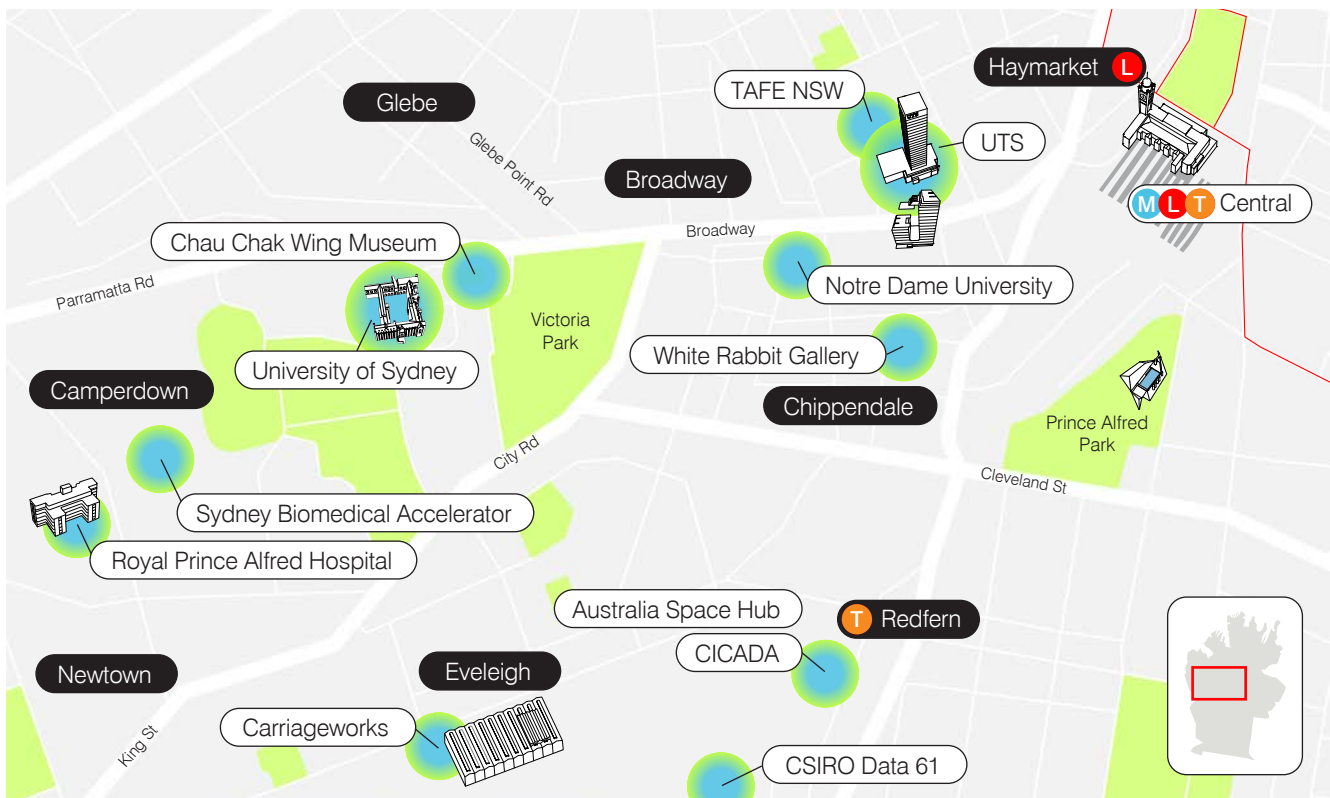 Haymarket L
TAFE NSW
Glebe
UTS
Glebe Point Rd
Broadway
M L T Central
Broadway
Chau Chak Wing Museum
Parramatta Rd
Notre Dame University
Victoria
Park
White Rabbit Gallery
University of Sydney
Camperdown
Chippendale
Prince Alfred
Park
City Rd
Cleveland St
Sydney Biomedical Accelerator
Royal Prince Alfred Hospital
Australia Space Hub
T Redfern
CICADA
Newtown
Eveleigh
Carriageworks
King St
CSIRO Data 61